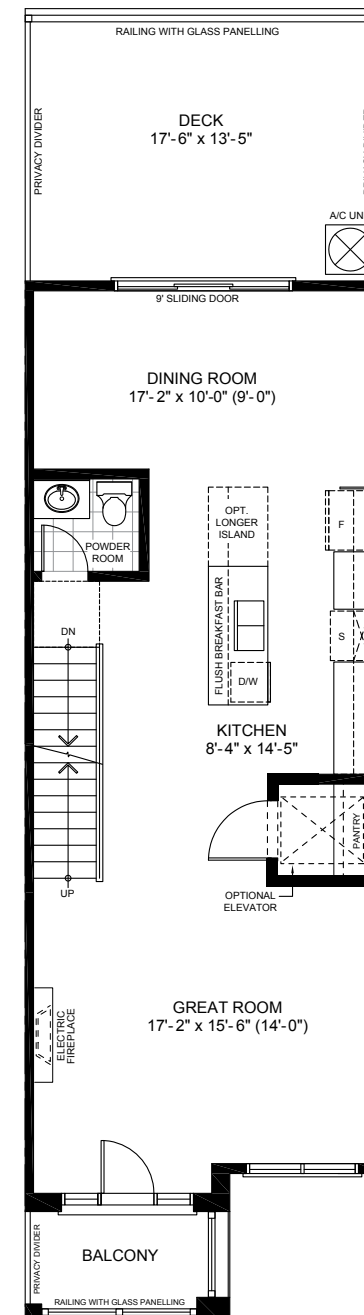 RAILING WITH GLASS PANELLING
PRIVACY DIVIDER
DECK
17'-6" x 13'-5"
A/C UN
9' SLIDING DOOR
DINING ROOM
17'-2" x 10'-0" (9'-0")
OPT.
LONGER
ISLAND
F
POWDER
ROOM
FLUSH BREAKFAST BAR
DN
S
D/W
KITCHEN
8'-4" x 14'-5"
PANTRY
UP
OPTIONAL
ELEVATOR
GREAT ROOM
17'-2" x 15'-6" (14'-0")
ELECTRIC
FIREPLACE
PRIVACY DIVIDER
BALCONY
RAILING WITH GLASS PANELLING